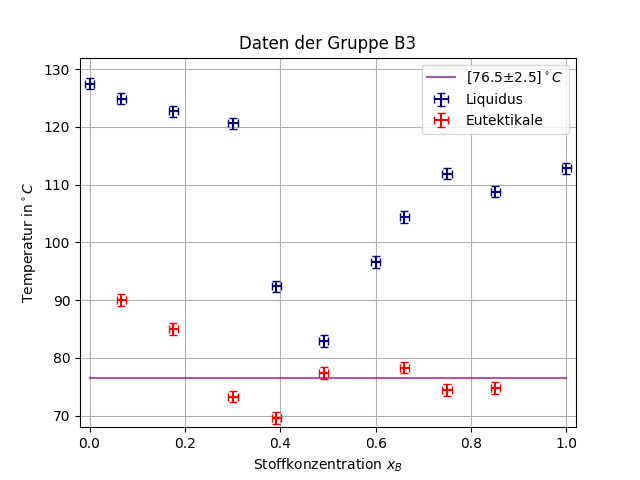 Daten der Gruppe B3
130
120
110
100
90
80
70
Temperatur in °C
[76.5±2.5]°C
Liquidus
Eutektikale
0.0 0.2 0.4 0.6 0.8 1.0
Stoffkonzentration x_B